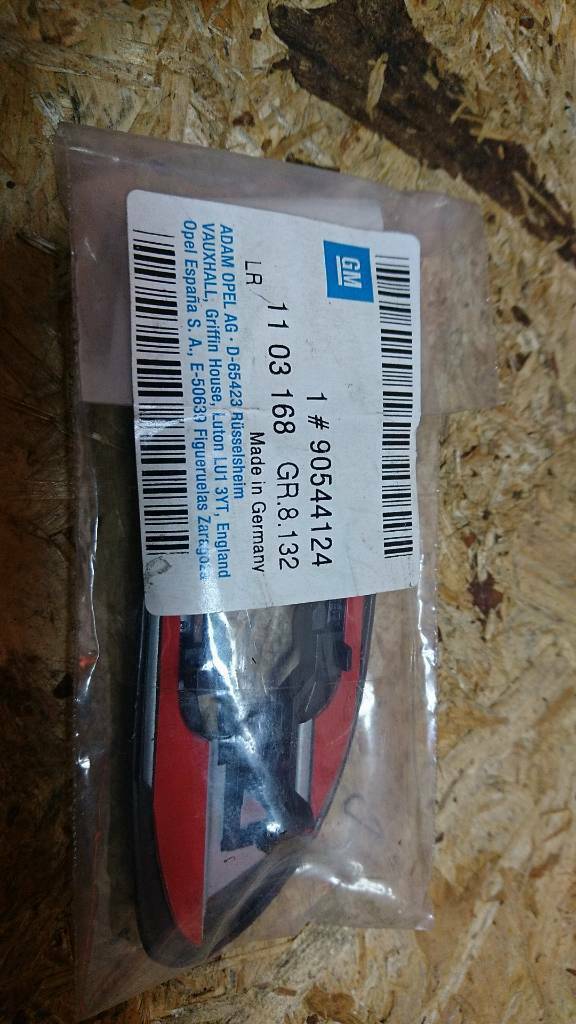 GM
1 # 90544124
11 03 168 GR.8.132
LR Made in Germany
ADAM OPEL AG · D-65423 Rüsselsheim
VAUXHALL, Griffin House, Luton LU1 3YT, England
Opel España S. A., E-50639 Figueruelas Zaragoza